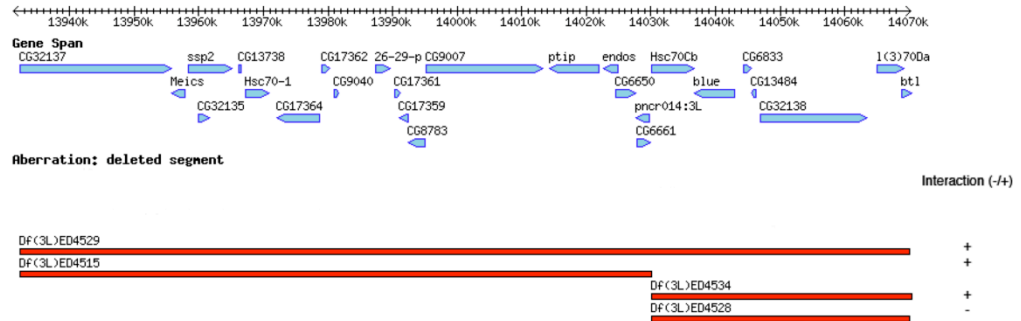 13940k 13950k 13960k 13970k 13980k 13990k 14000k 14010k 14020k 14030k 14040k 14050k 14060k 14070k
Gene Span
CG32137 ssp2 CG13738 CG17362 26-29-p CG9007 ptip endos Hsc70Cb CG6833 l(3)70Da
Meics Hsc70-1 CG9040 CG17361 CG6650 blue CG13484 btl
CG32135 CG17364 CG17359 pncr014:3L CG32138
CG8783 CG6661
Aberration: deleted segment
Interaction (-/+)
Df(3L)ED4529 +
Df(3L)ED4515 +
Df(3L)ED4534 +
Df(3L)ED4528 -